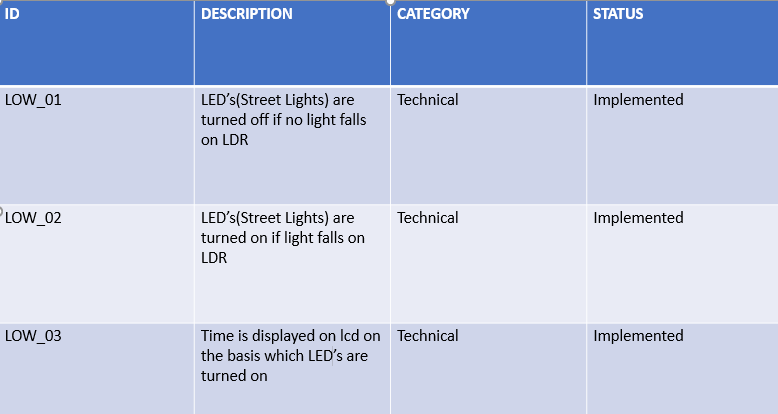 ID DESCRIPTION CATEGORY STATUS
LOW_01 LED’s(Street Lights) are Technical Implemented
turned off if no light falls
on LDR
LOW_02 LED’s(Street Lights) are Technical Implemented
turned on if light falls on
LDR
LOW_03 Time is displayed on lcd on Technical Implemented
the basis which LED’s are
turned on